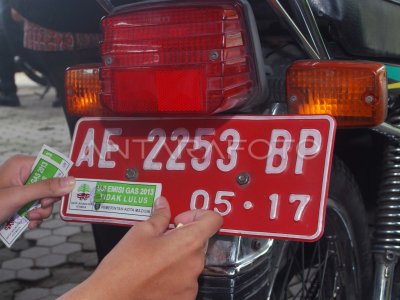 AE 2253 BP
05·17
UJI EMISI GAS 2013
TIDAK LULUS
PEMERINTAH KOTA MADIUN
ANTARAFOTO